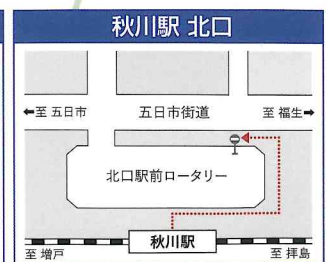 秋川駅 北口
←至 五日市
五日市街道
至 福生→
北口駅前ロータリー
秋川駅
至 増戸
至 拝島